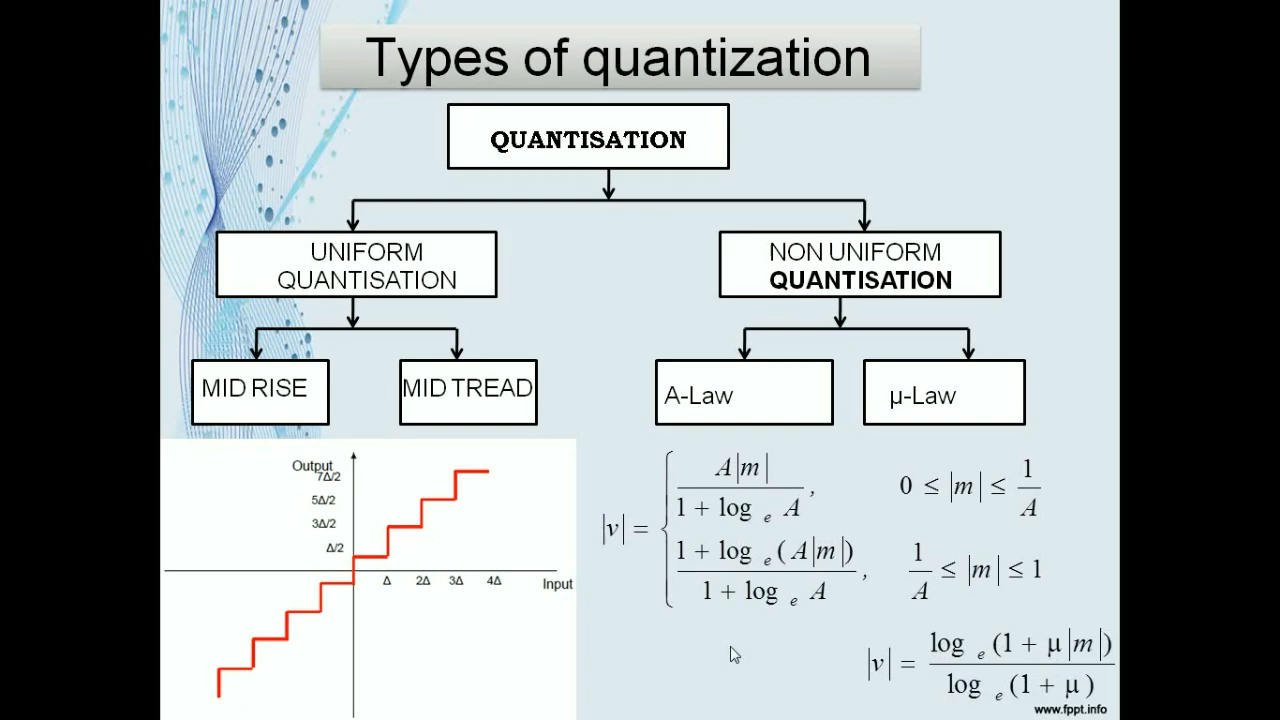 Types of quantization
QUANTISATION
UNIFORM
QUANTISATION
NON UNIFORM
QUANTISATION
MID RISE
MID TREAD
A-Law
μ-Law
Output
7Δ/2
5Δ/2
3Δ/2
Δ/2
Δ 2Δ 3Δ 4Δ
Input
|v| = { A|m| / (1 + log e A), 0 ≤ |m| ≤ 1/A
(1 + log e (A|m|)) / (1 + log e A), 1/A ≤ |m| ≤ 1
|v| = log e (1 + μ|m|) / log e (1 + μ)
www.fppt.info